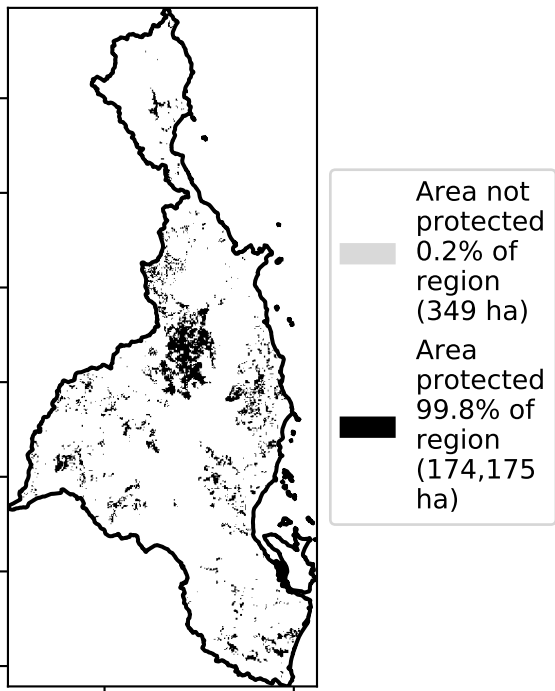 Area not
protected
0.2% of
region
(349 ha)
Area
protected
99.8% of
region
(174,175
ha)